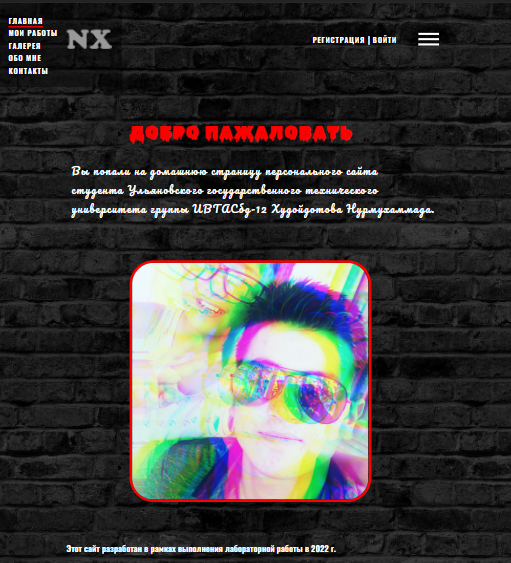 ГЛАВНАЯ
МОИ РАБОТЫ
ГАЛЕРЕЯ
ОБО МНЕ
КОНТАКТЫ
NX
РЕГИСТРАЦИЯ | ВОЙТИ
ДОБРО ПАЖАЛОВАТЬ
Вы попали на домашнюю страницу персонального сайта
студента Ульяновского государственного технического
университета группы ИВТАСбд-12 Худойдотова Нурмухаммада.
Этот сайт разработан в рамках выполнения лабораторной работы в 2022 г.